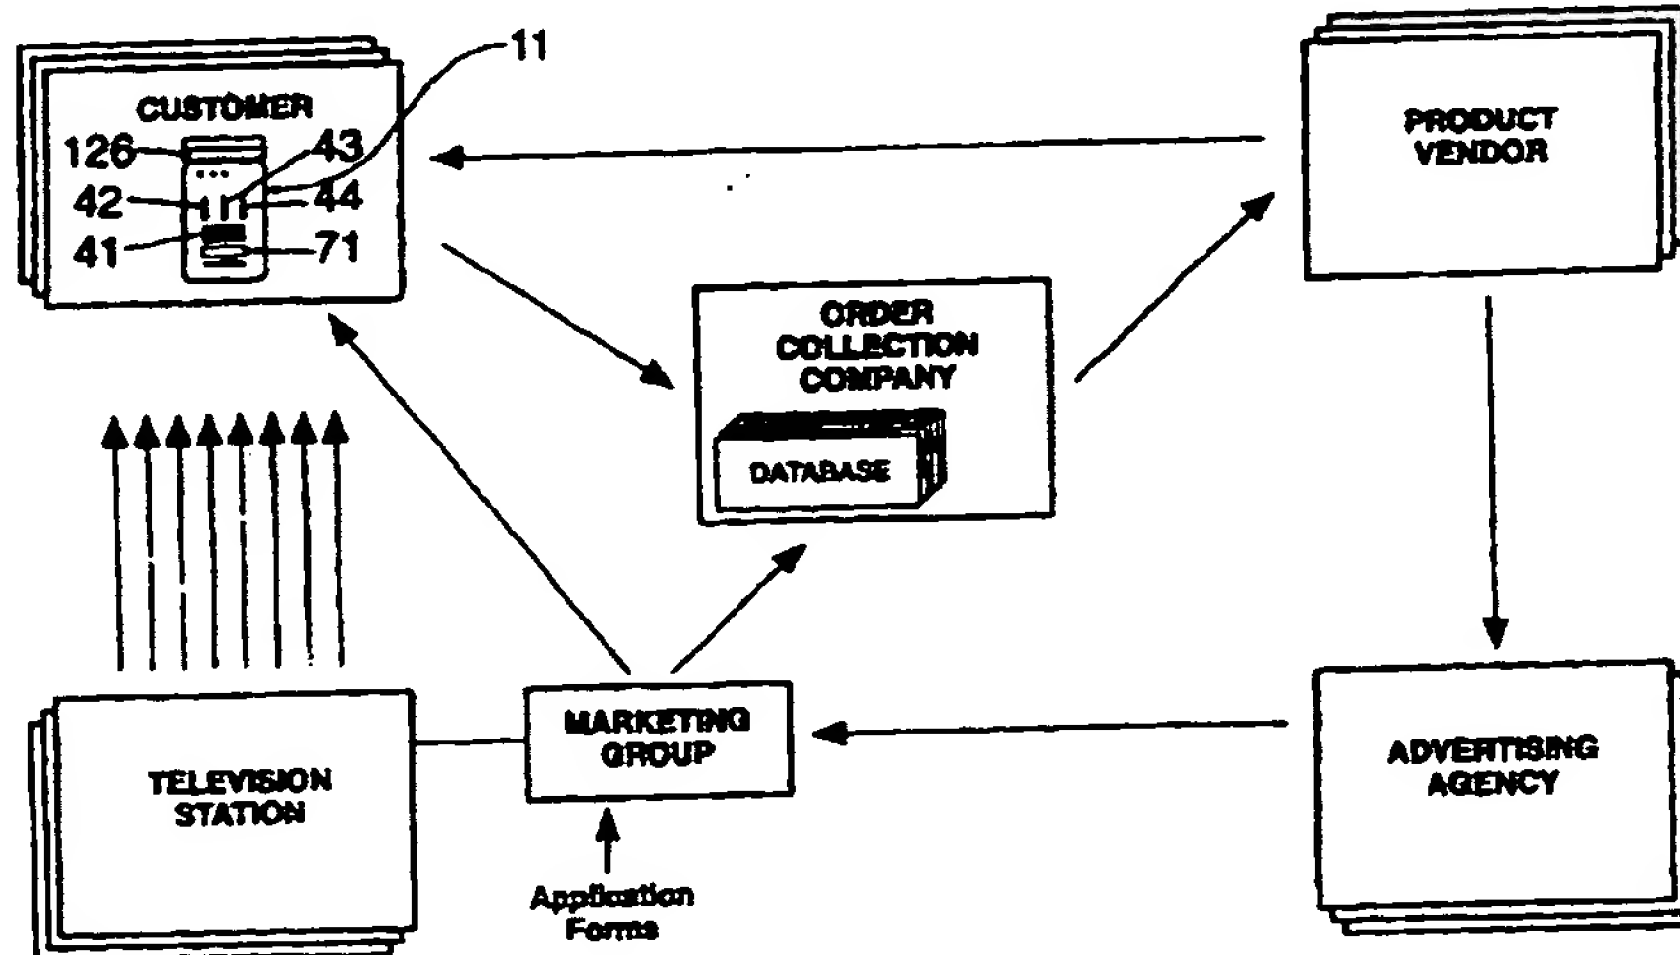 11
CUSTOMER
126
43
42
44
41
71
PRODUCT
VENDOR
ORDER
COLLECTION
COMPANY
DATABASE
TELEVISION
STATION
MARKETING
GROUP
Application
Forms
ADVERTISING
AGENCY